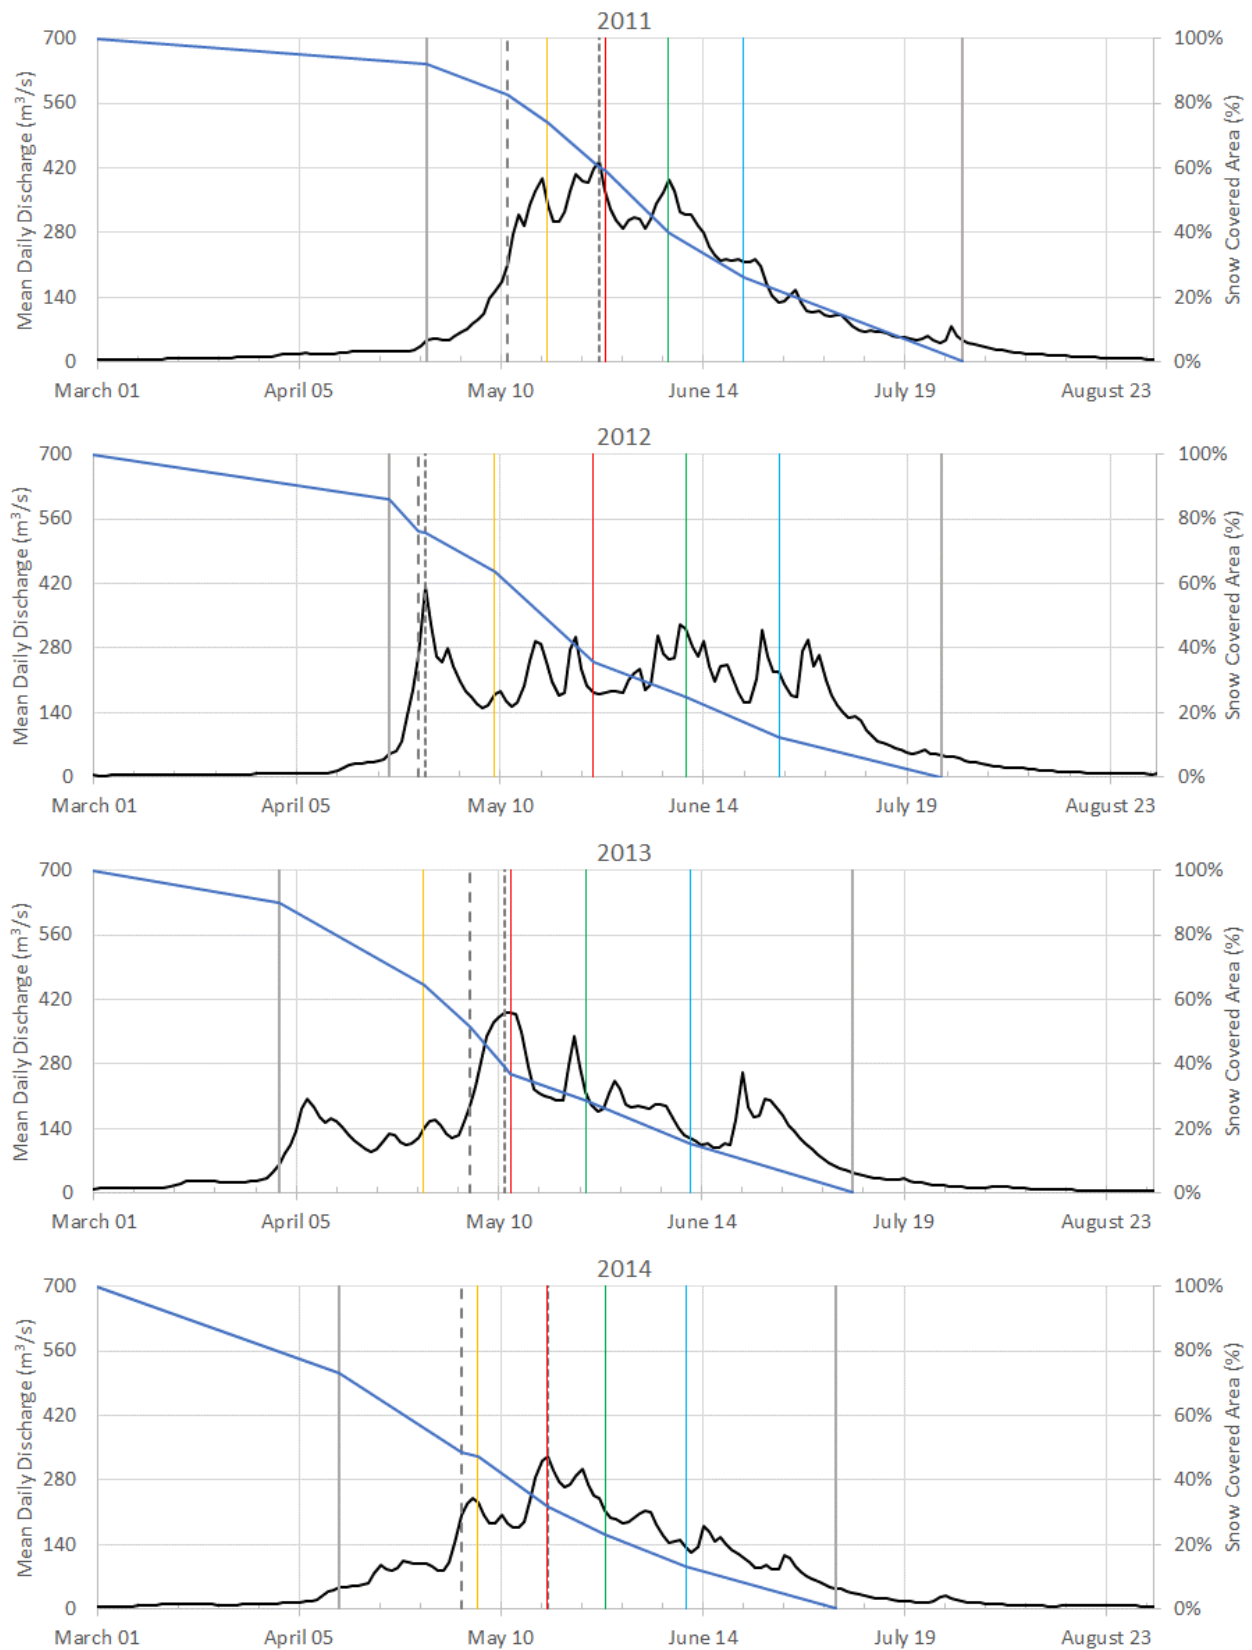 2011
700 100%
560 80%
420 60%
280 40%
140 20%
0 0%
Mean Daily Discharge (m³/s)
Snow Covered Area (%)
March 01 April 05 May 10 June 14 July 19 August 23
2012
700 100%
560 80%
420 60%
280 40%
140 20%
0 0%
Mean Daily Discharge (m³/s)
Snow Covered Area (%)
March 01 April 05 May 10 June 14 July 19 August 23
2013
700 100%
560 80%
420 60%
280 40%
140 20%
0 0%
Mean Daily Discharge (m³/s)
Snow Covered Area (%)
March 01 April 05 May 10 June 14 July 19 August 23
2014
700 100%
560 80%
420 60%
280 40%
140 20%
0 0%
Mean Daily Discharge (m³/s)
Snow Covered Area (%)
March 01 April 05 May 10 June 14 July 19 August 23